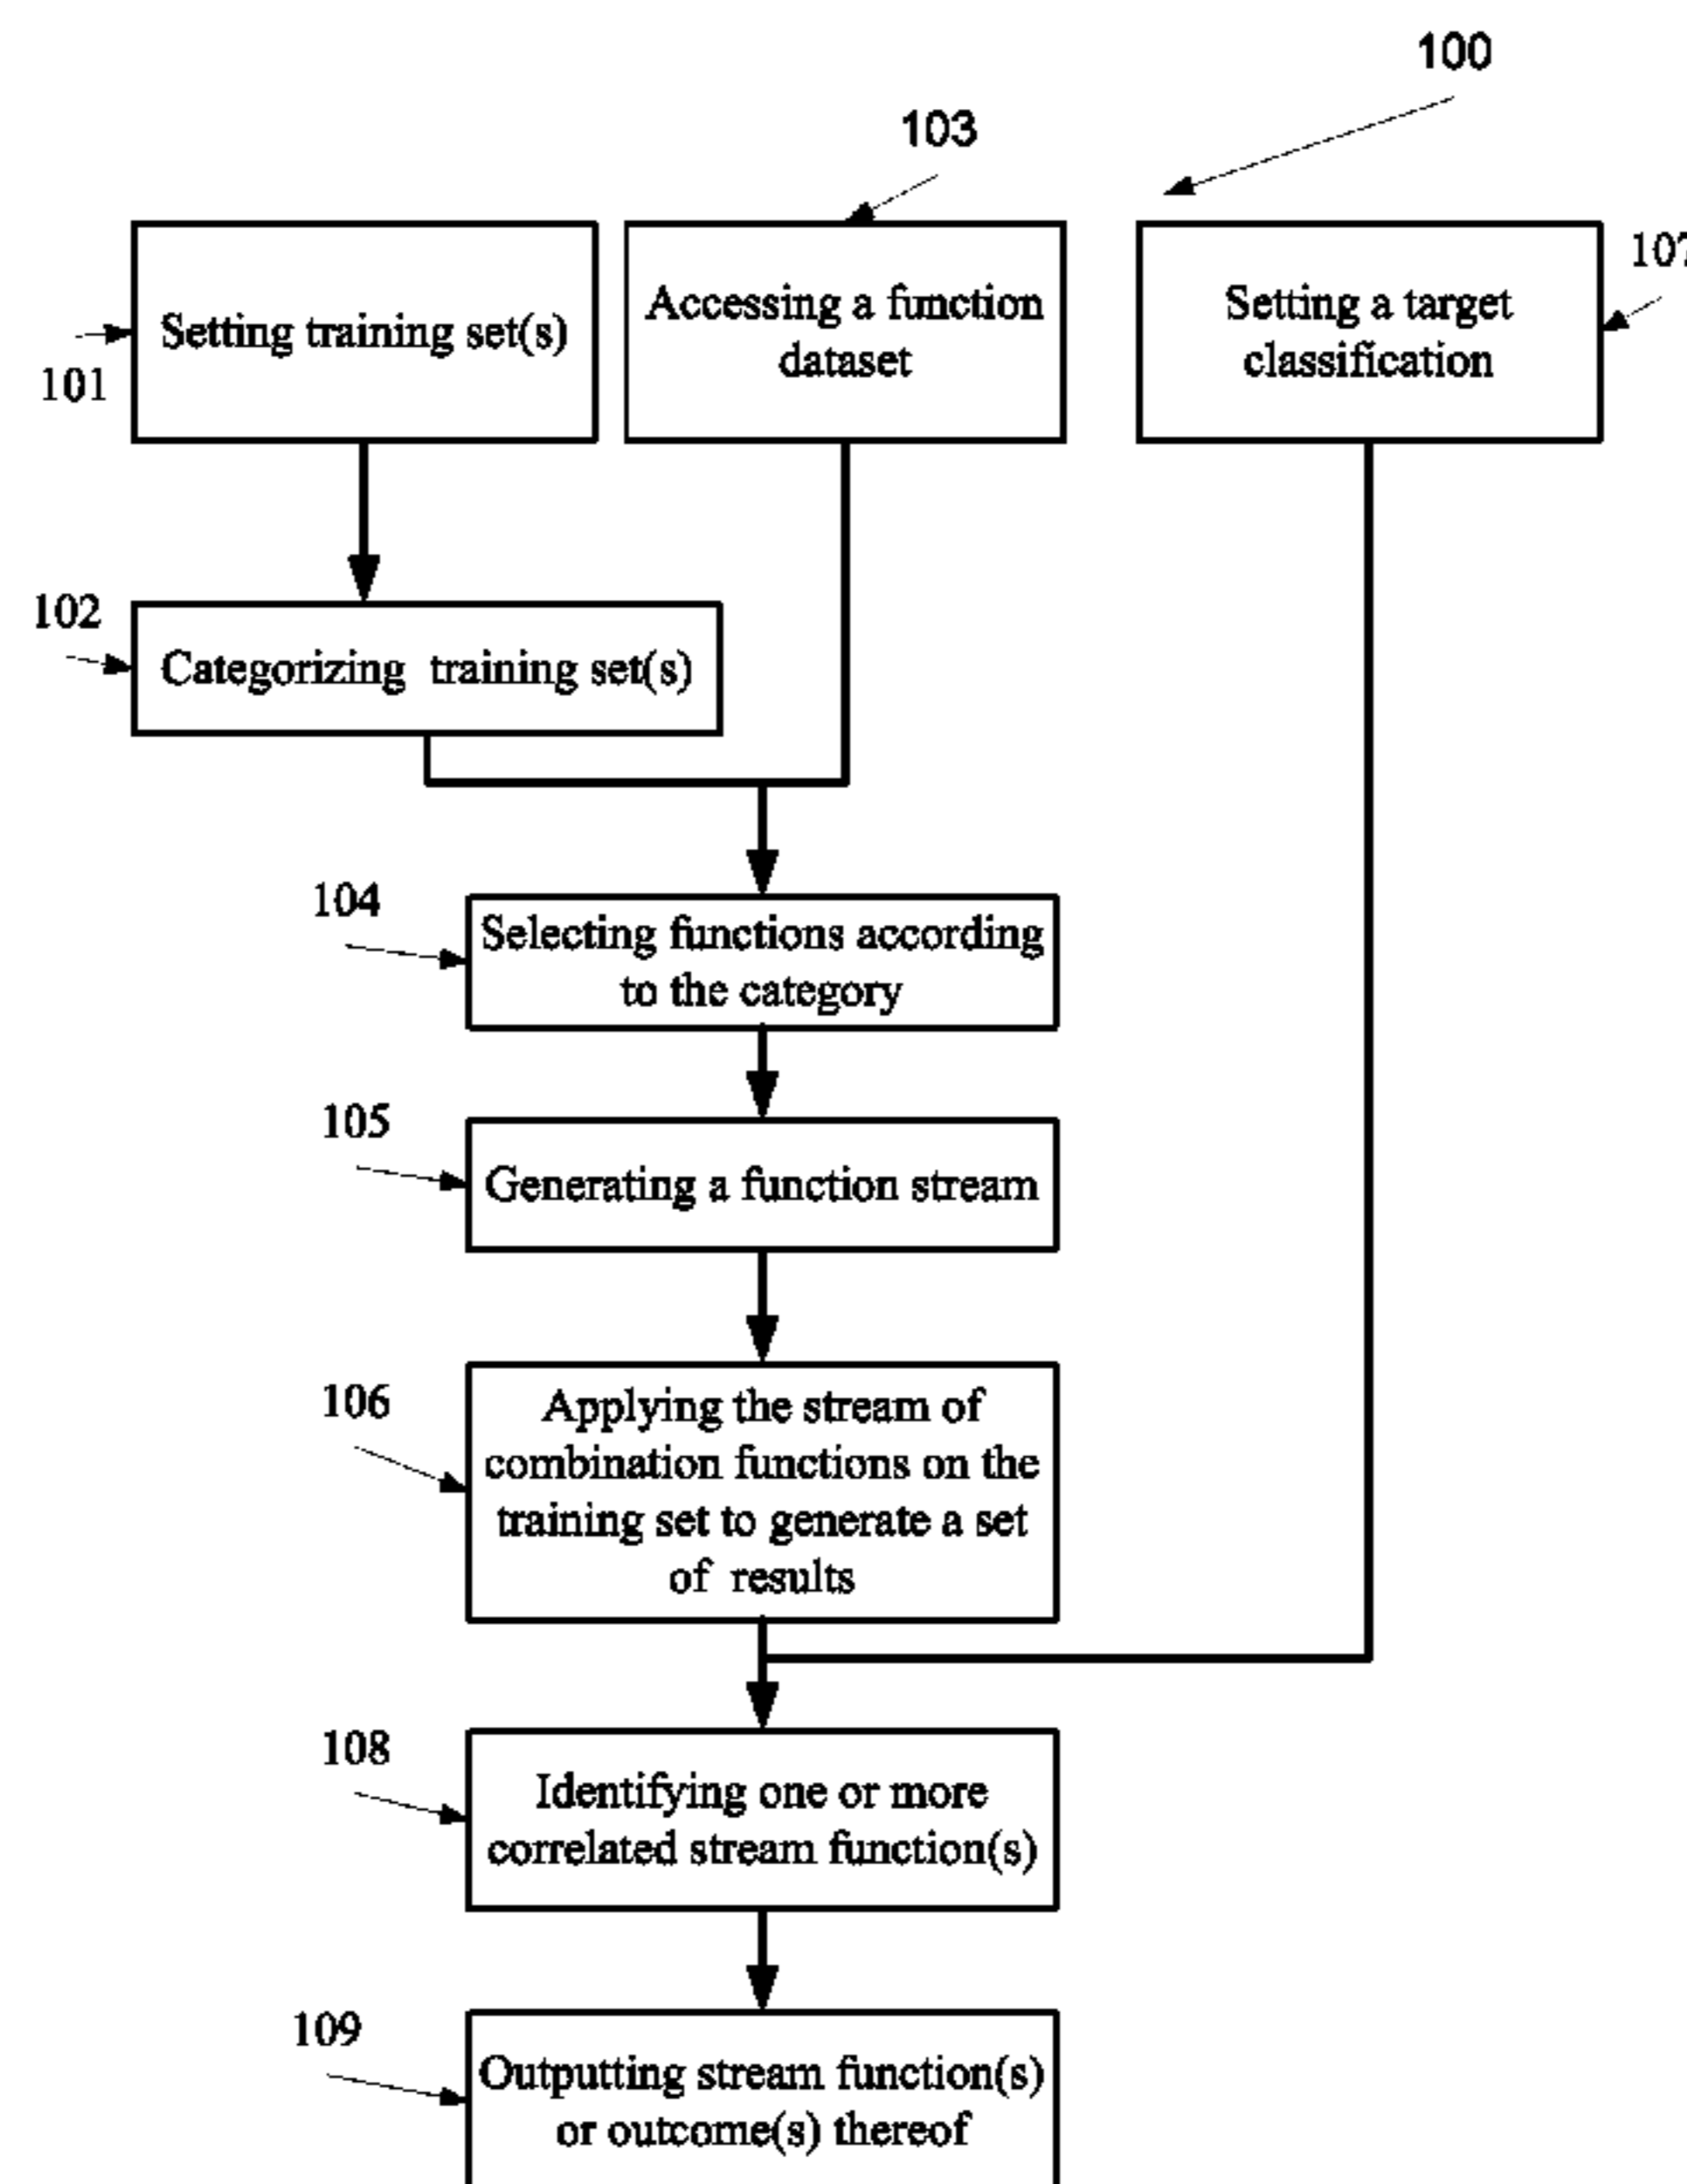 100
103
107
Setting training set(s)
Accessing a function
dataset
Setting a target
classification
101
102
Categorizing training set(s)
104
Selecting functions according
to the category
105
Generating a function stream
106
Applying the stream of
combination functions on the
training set to generate a set
of results
108
Identifying one or more
correlated stream function(s)
109
Outputting stream function(s)
or outcome(s) thereof